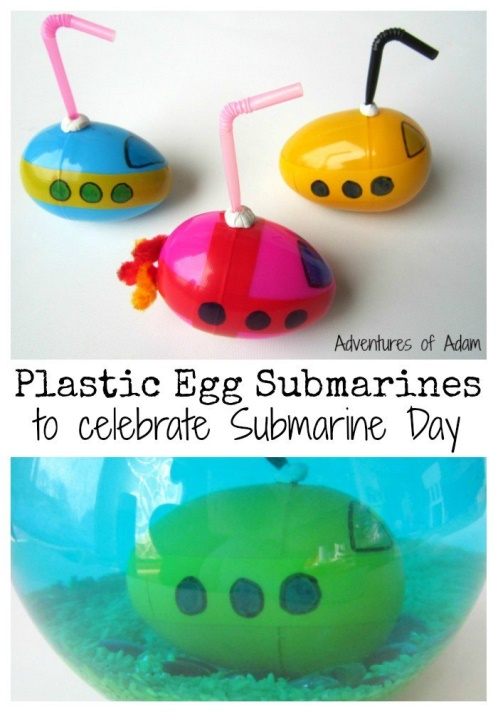 Adventures of Adam
Plastic Egg Submarines
to celebrate Submarine Day